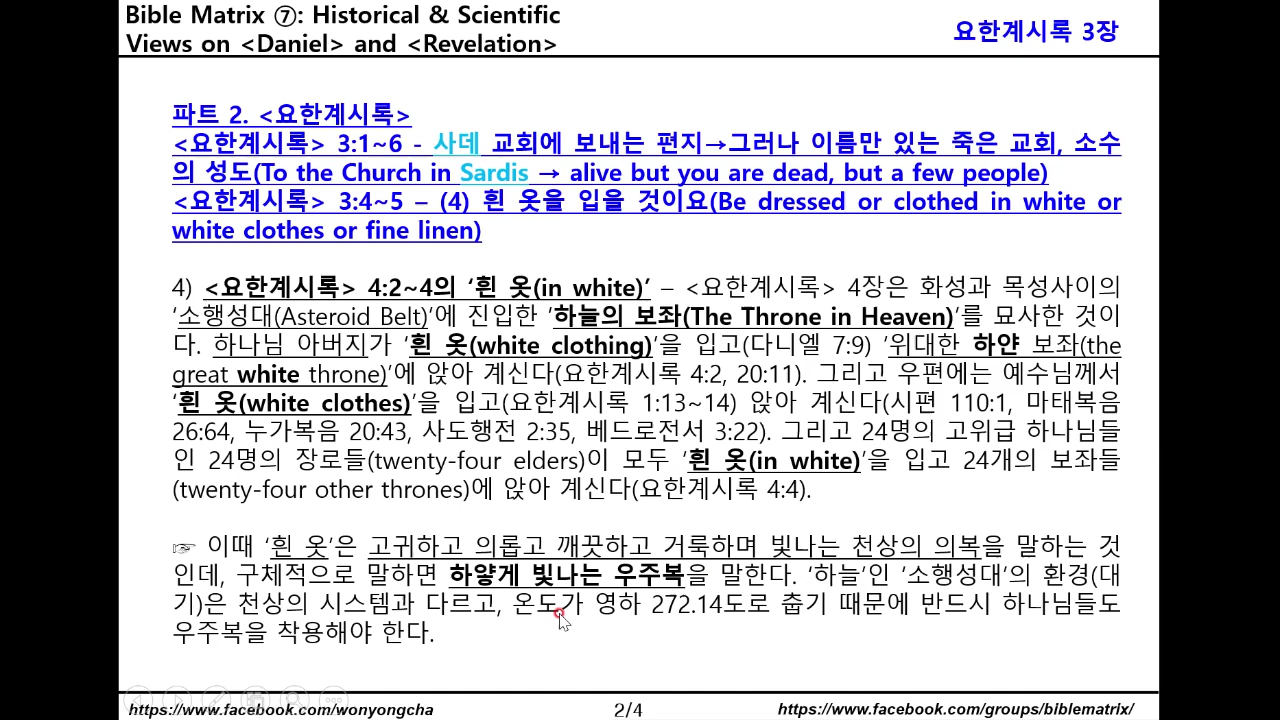 Bible Matrix ⑦: Historical & Scientific
Views on <Daniel> and <Revelation>
요한계시록 3장
파트 2. <요한계시록>
<요한계시록> 3:1~6 - 사데 교회에 보내는 편지→그러나 이름만 있는 죽은 교회, 소수
의 성도(To the Church in Sardis → alive but you are dead, but a few people)
<요한계시록> 3:4~5 – (4) 흰 옷을 입을 것이요(Be dressed or clothed in white or
white clothes or fine linen)
4) <요한계시록> 4:2~4의 ‘흰 옷(in white)’ – <요한계시록> 4장은 화성과 목성사이의
‘소행성대(Asteroid Belt)’에 진입한 ’하늘의 보좌(The Throne in Heaven)’를 묘사한 것이
다. 하나님 아버지가 ‘흰 옷(white clothing)’을 입고(다니엘 7:9) ’위대한 하얀 보좌(the
great white throne)’에 앉아 계신다(요한계시록 4:2, 20:11). 그리고 우편에는 예수님께서
‘흰 옷(white clothes)’을 입고(요한계시록 1:13~14) 앉아 계신다(시편 110:1, 마태복음
26:64, 누가복음 20:43, 사도행전 2:35, 베드로전서 3:22). 그리고 24명의 고위급 하나님들
인 24명의 장로들(twenty-four elders)이 모두 ‘흰 옷(in white)’을 입고 24개의 보좌들
(twenty-four other thrones)에 앉아 계신다(요한계시록 4:4).
☞ 이때 ‘흰 옷’은 고귀하고 의롭고 깨끗하고 거룩하며 빛나는 천상의 의복을 말하는 것
인데, 구체적으로 말하면 하얗게 빛나는 우주복을 말한다. ’하늘’인 ‘소행성대’의 환경(대
기)은 천상의 시스템과 다르고, 온도가 영하 272.14도로 춥기 때문에 반드시 하나님들도
우주복을 착용해야 한다.
https://www.facebook.com/wonyongcha
2/4
https://www.facebook.com/groups/biblematrix/